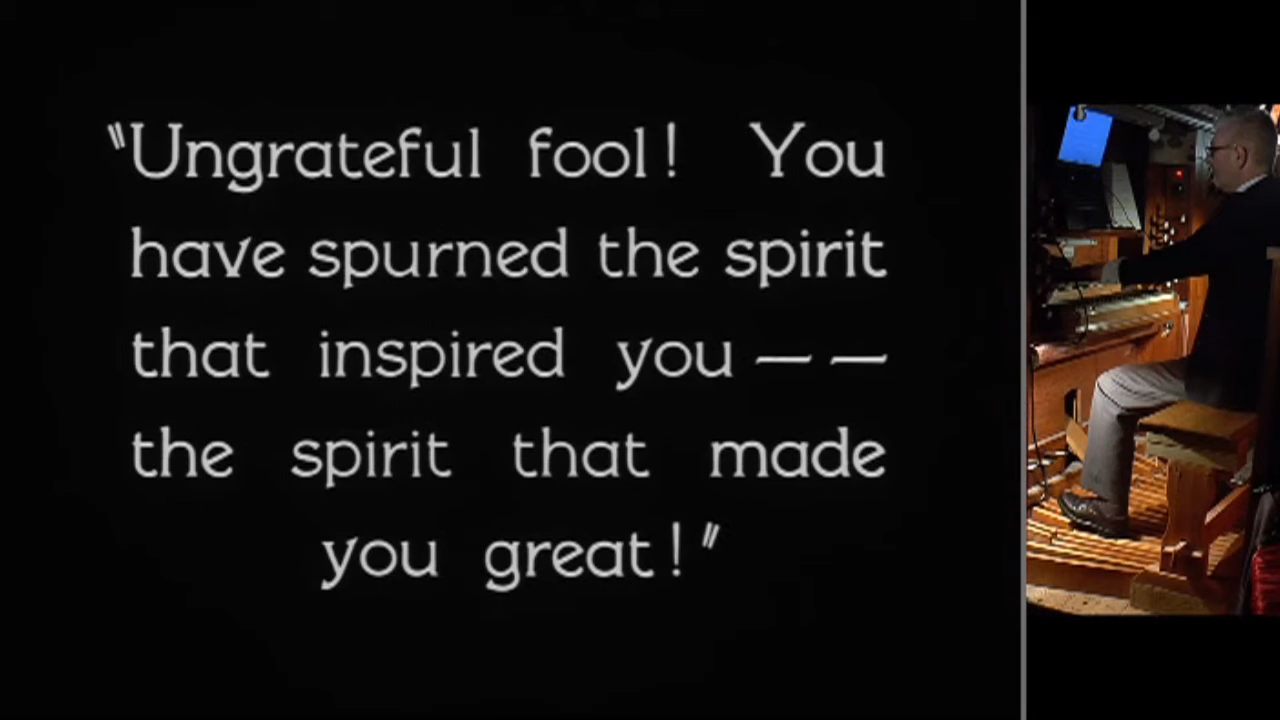 "Ungrateful fool! You
have spurned the spirit
that inspired you — —
the spirit that made
you great!"